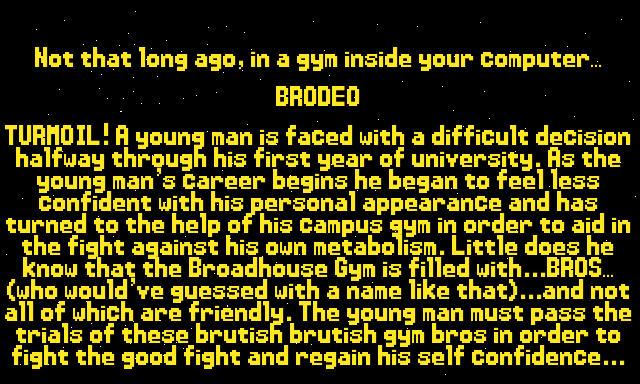 Not that long ago, in a gym inside your computer...
BRODEO
TURMOIL! A young man is faced with a difficult decision
halfway through his first year of university. As the
young man's career begins he began to feel less
confident with his personal appearance and has
turned to the help of his campus gym in order to aid in
the fight against his own metabolism. Little does he
know that the Broadhouse Gym is filled with...BROS...
(who would've guessed with a name like that)...and not
all of which are friendly. The young man must pass the
trials of these brutish brutish gym bros in order to
fight the good fight and regain his self confidence...